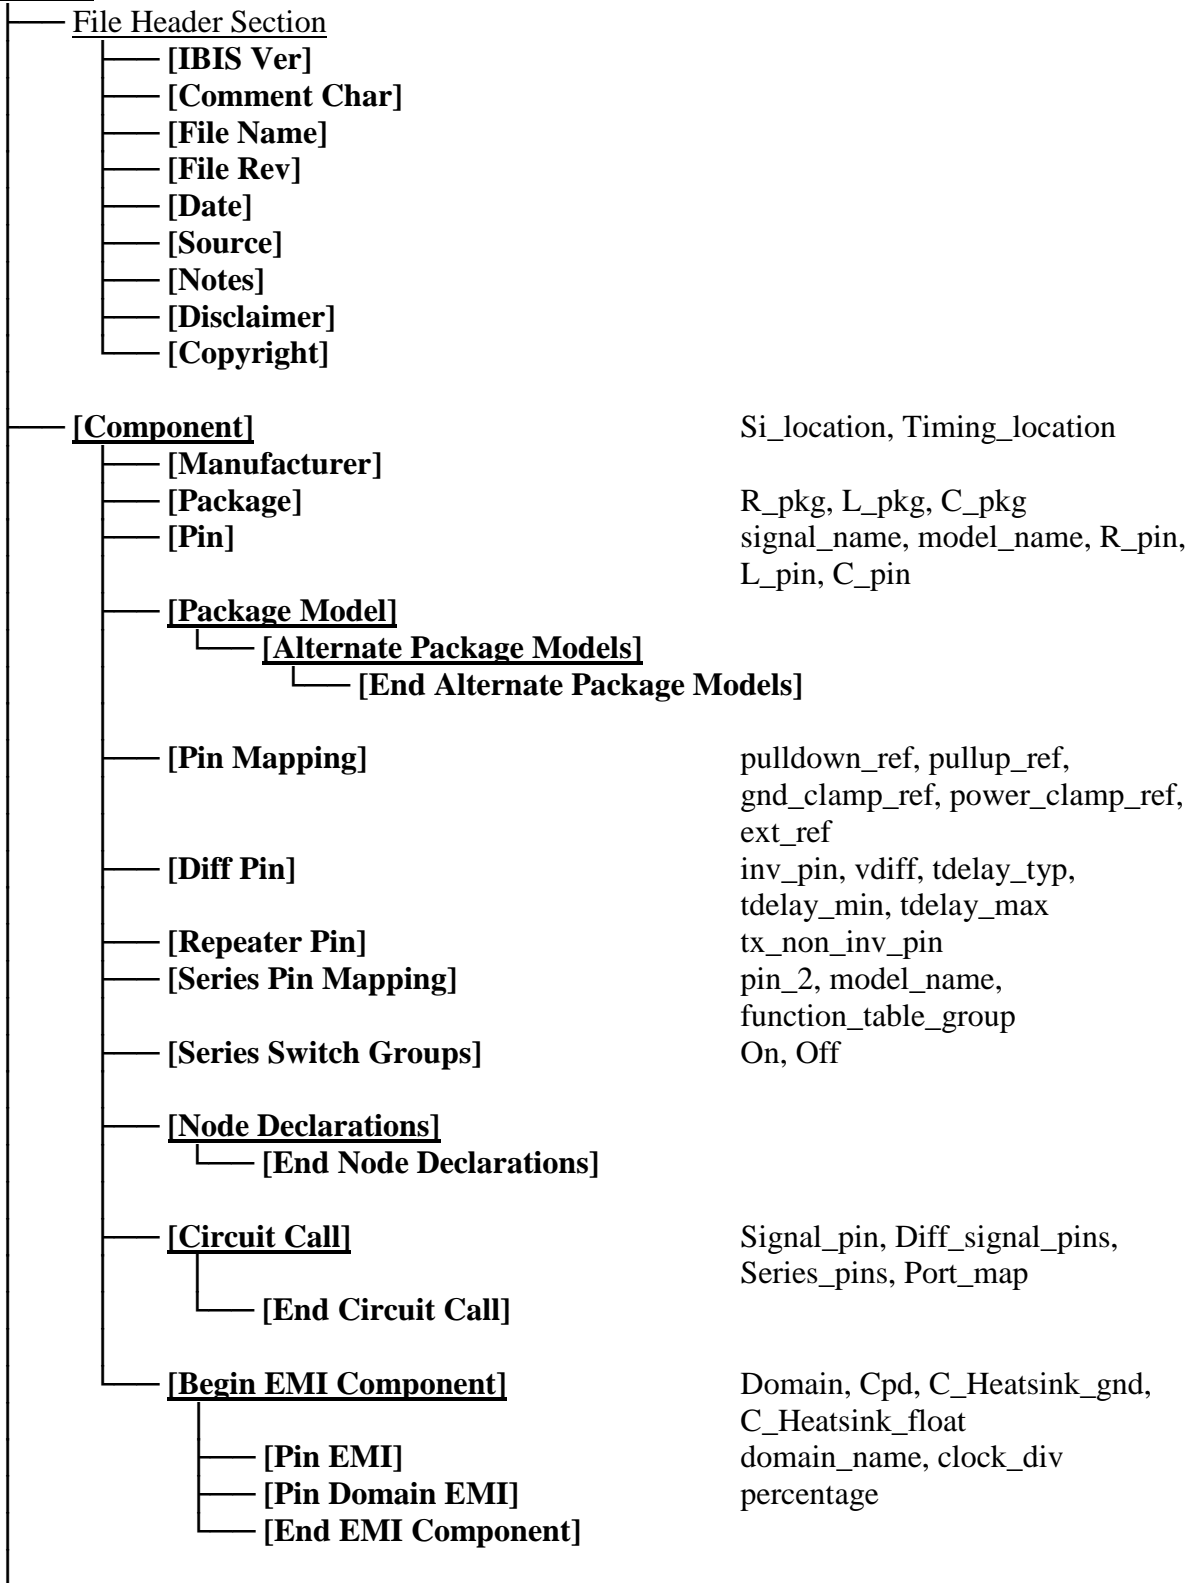 File Header Section
[IBIS Ver]
[Comment Char]
[File Name]
[File Rev]
[Date]
[Source]
[Notes]
[Disclaimer]
[Copyright]
[Component] Si_location, Timing_location
[Manufacturer]
[Package] R_pkg, L_pkg, C_pkg
[Pin] signal_name, model_name, R_pin,
L_pin, C_pin
[Package Model]
[Alternate Package Models]
[End Alternate Package Models]
[Pin Mapping] pulldown_ref, pullup_ref,
gnd_clamp_ref, power_clamp_ref,
ext_ref
[Diff Pin] inv_pin, vdiff, tdelay_typ,
tdelay_min, tdelay_max
[Repeater Pin] tx_non_inv_pin
[Series Pin Mapping] pin_2, model_name,
function_table_group
[Series Switch Groups] On, Off
[Node Declarations]
[End Node Declarations]
[Circuit Call] Signal_pin, Diff_signal_pins,
Series_pins, Port_map
[End Circuit Call]
[Begin EMI Component] Domain, Cpd, C_Heatsink_gnd,
C_Heatsink_float
[Pin EMI] domain_name, clock_div
[Pin Domain EMI] percentage
[End EMI Component]